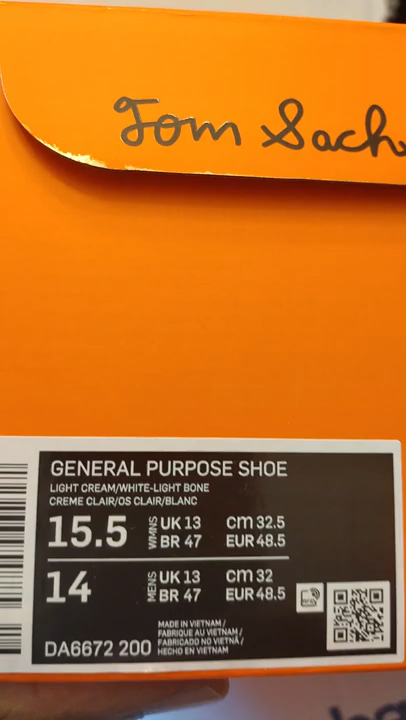 Tom Sach
GENERAL PURPOSE SHOE
LIGHT CREAM/WHITE-LIGHT BONE
CREME CLAIR/OS CLAIR/BLANC
15.5 WMNS UK 13 CM 32.5
BR 47 EUR 48.5
14 MENS UK 13 CM 32
BR 47 EUR 48.5
MADE IN VIETNAM /
FABRIQUE AU VIETNAM /
FABRICADO NO VIETNÃ /
HECHO EN VIETNAM
DA6672 200